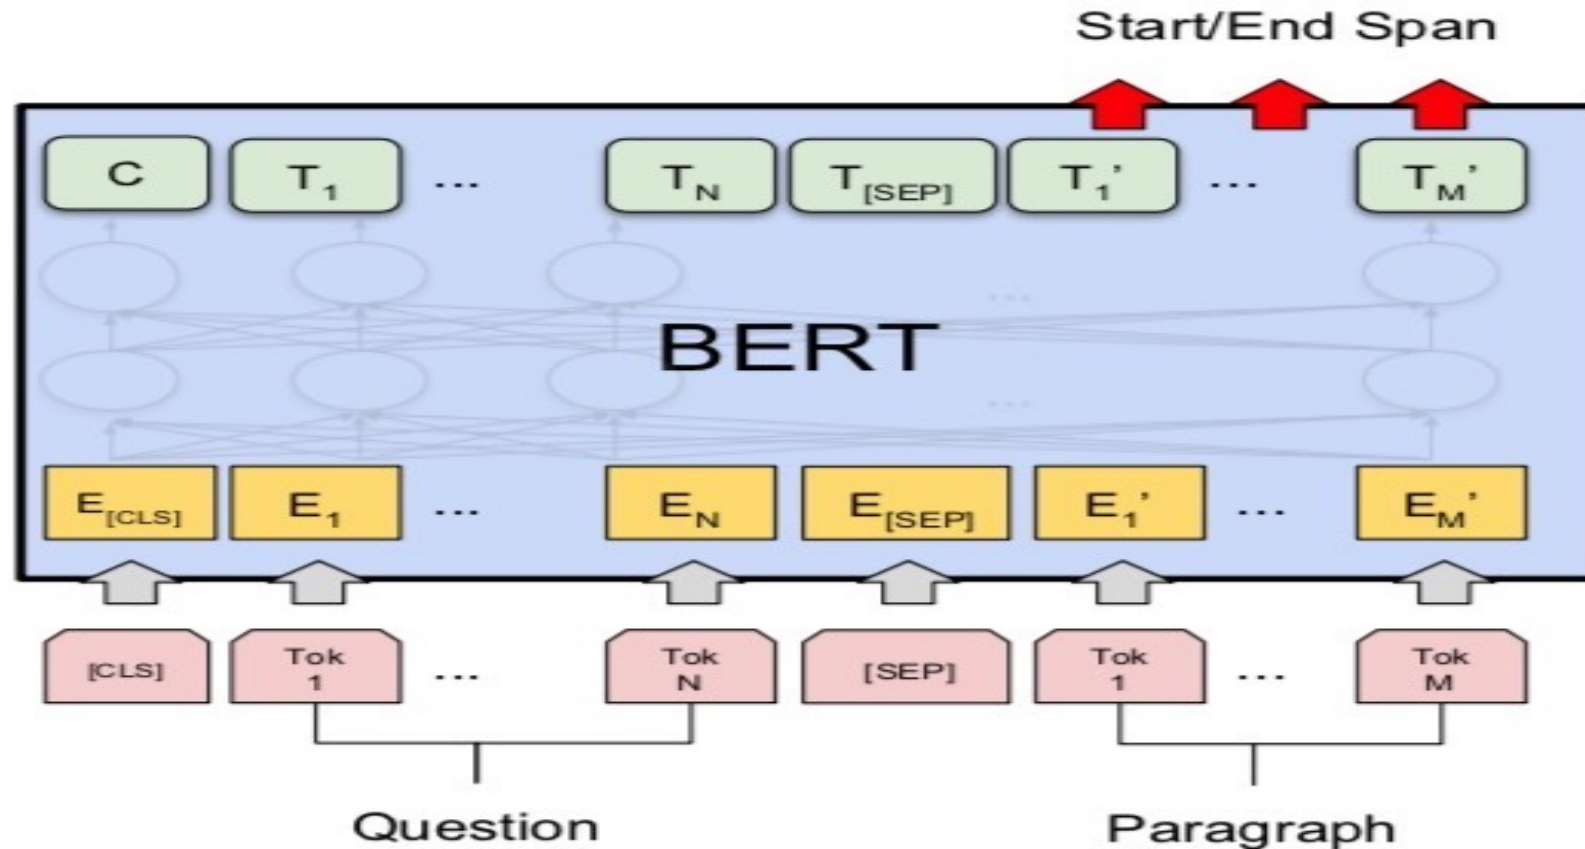 Start/End Span
C T1 ... TN T[SEP] T1’ ... TM’
...
BERT
...
E[CLS] E1 ... EN E[SEP] E1’ ... EM’
[CLS] Tok 1 ... Tok N [SEP] Tok 1 ... Tok M
Question Paragraph